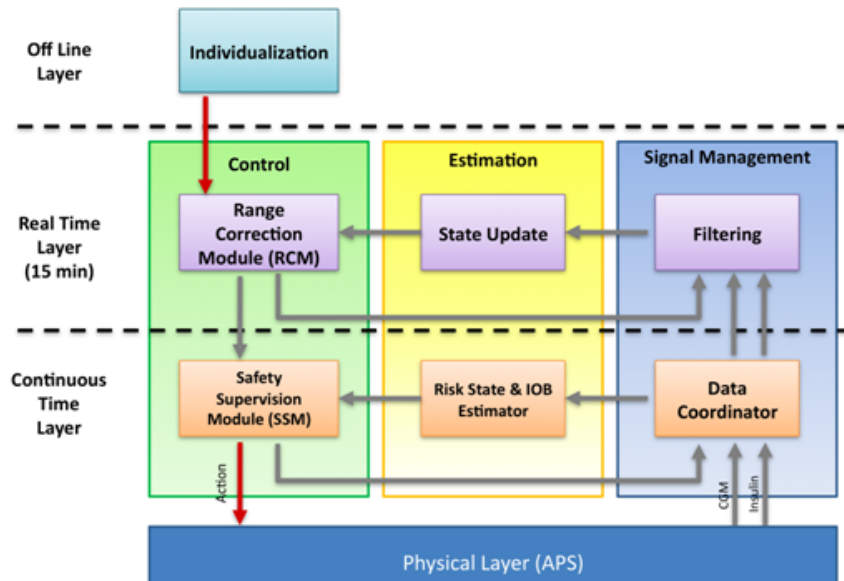 Off Line
Layer
Individualization
Control
Estimation
Signal Management
Real Time
Layer
(15 min)
Range
Correction
Module (RCM)
State Update
Filtering
Continuous
Time
Layer
Safety
Supervision
Module (SSM)
Risk State & IOB
Estimator
Data
Coordinator
Action
CGM
Insulin
Physical Layer (APS)